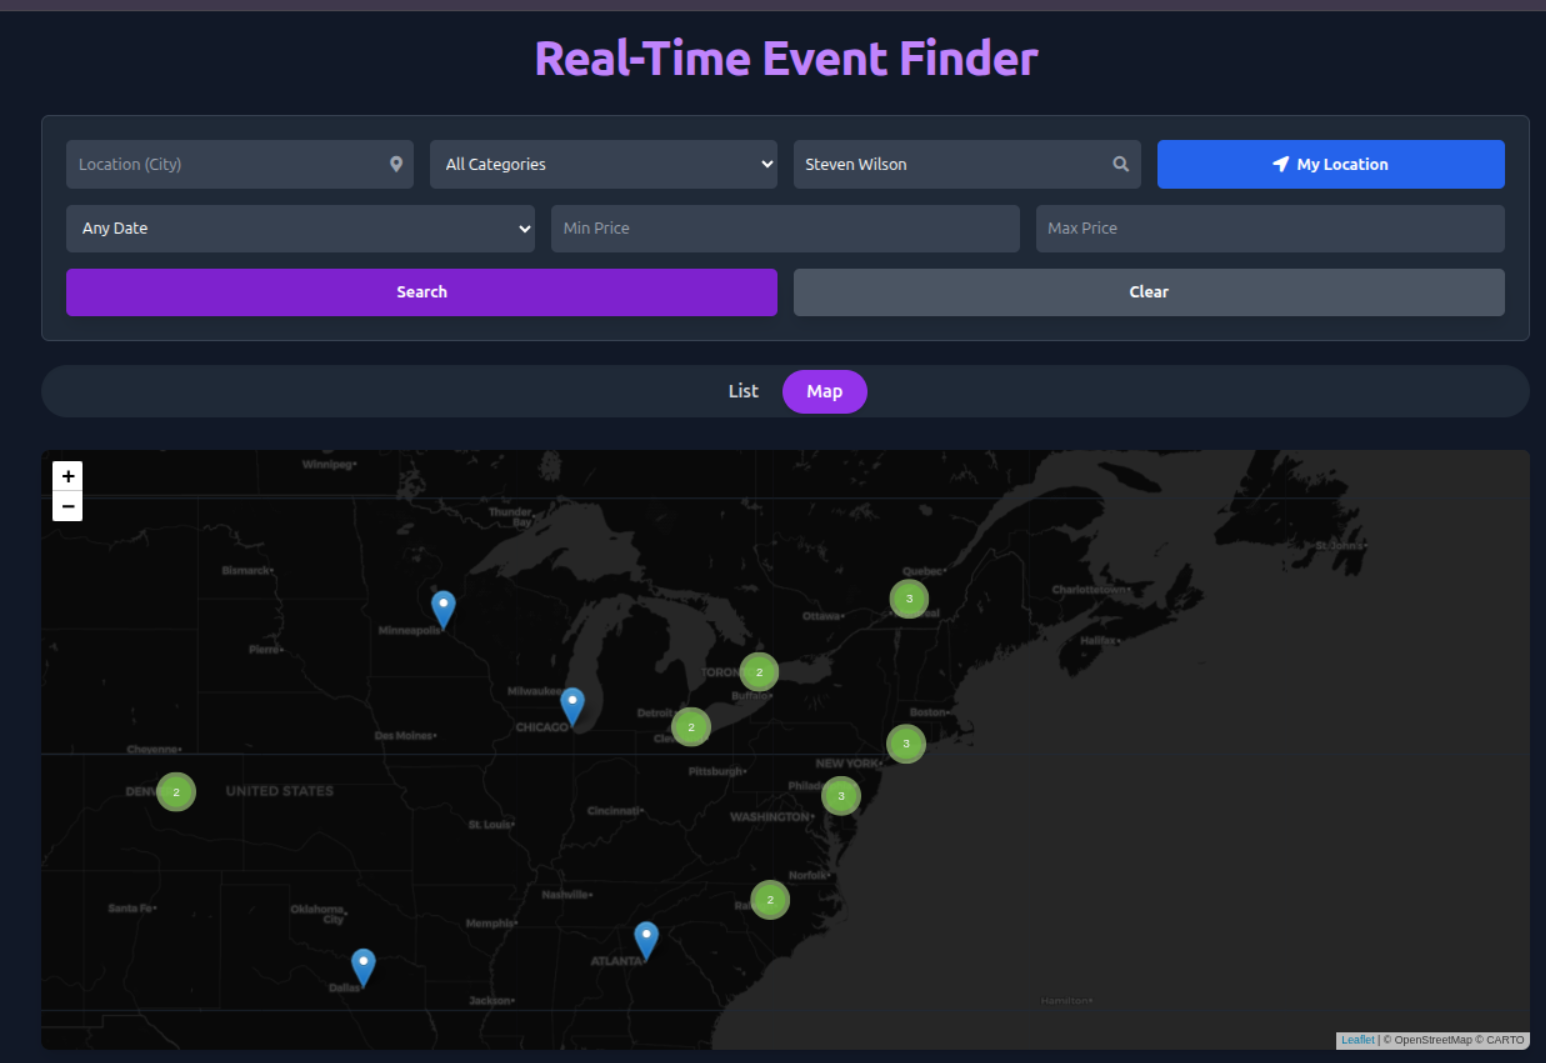 Real-Time Event Finder
Location (City)
All Categories
Steven Wilson
My Location
Any Date
Min Price
Max Price
Search
Clear
List
Map
+
−
Winnipeg
Thunder
Bay
St. John's
Bismarck
Quebec
Charlottetown
3
Ottawa
real
Minneapolis
Halifax
Pierre
TORON
2
Milwaukee
Buffalo
Detroit
Boston
CHICAGO
2
Des Moines
Cle
3
Cheyenne
NEW YORK
Pittsburgh
Philad
DENV
2
UNITED STATES
3
Cincinnati
WASHINGTON
St. Louis
Norfolk
Nashville
2
Ral
Santa Fe
Oklahoma
City
Memphis
ATLANTA
Dallas
Jackson
Hamilton
Leaflet | © OpenStreetMap © CARTO